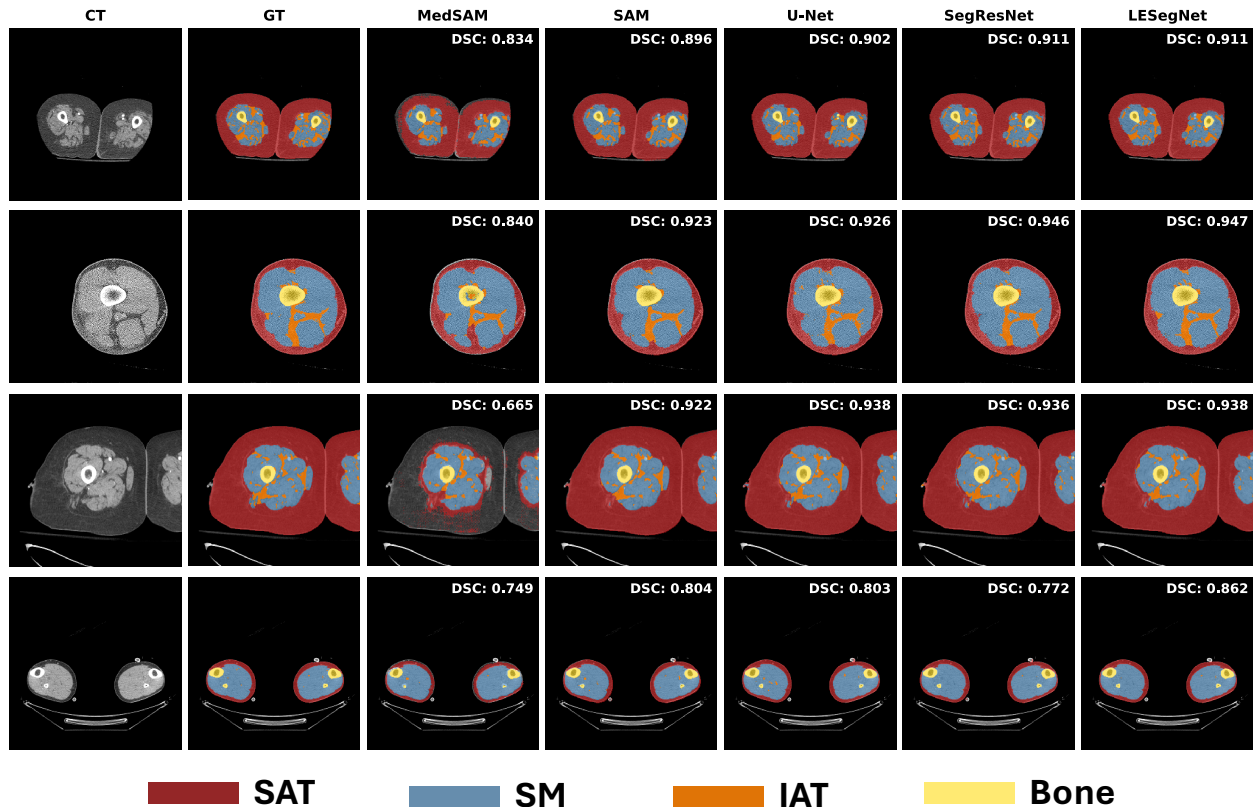 CT GT MedSAM SAM U-Net SegResNet LESegNet
DSC: 0.834 DSC: 0.896 DSC: 0.902 DSC: 0.911 DSC: 0.911
DSC: 0.840 DSC: 0.923 DSC: 0.926 DSC: 0.946 DSC: 0.947
DSC: 0.665 DSC: 0.922 DSC: 0.938 DSC: 0.936 DSC: 0.938
DSC: 0.749 DSC: 0.804 DSC: 0.803 DSC: 0.772 DSC: 0.862
SAT SM IAT Bone